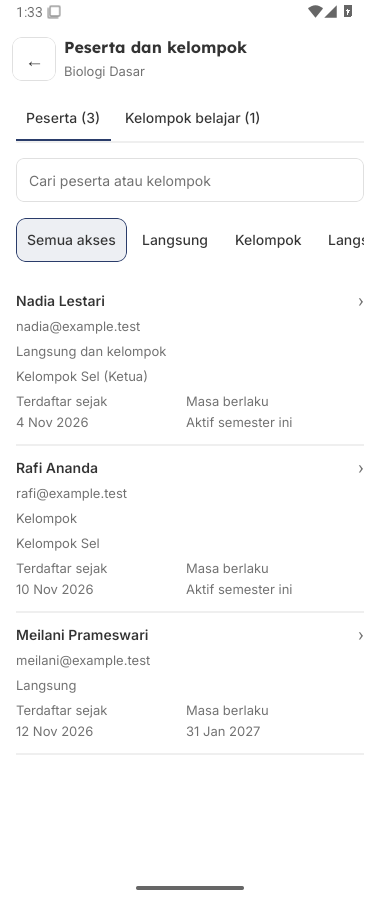 1:33
Peserta dan kelompok
Biologi Dasar
Peserta (3) Kelompok belajar (1)
Cari peserta atau kelompok
Semua akses Langsung Kelompok Langs
Nadia Lestari
nadia@example.test
Langsung dan kelompok
Kelompok Sel (Ketua)
Terdaftar sejak Masa berlaku
4 Nov 2026 Aktif semester ini
Rafi Ananda
rafi@example.test
Kelompok
Kelompok Sel
Terdaftar sejak Masa berlaku
10 Nov 2026 Aktif semester ini
Meilani Prameswari
meilani@example.test
Langsung
Terdaftar sejak Masa berlaku
12 Nov 2026 31 Jan 2027